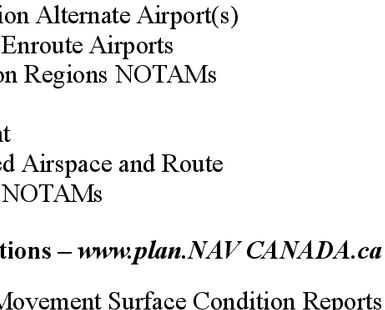 ion Alternate Airport(s)
Enroute Airports
on Regions NOTAMs
nt
ed Airspace and Route
NOTAMs
tions – www.plan.NAV CANADA.ca
Movement Surface Condition Reports